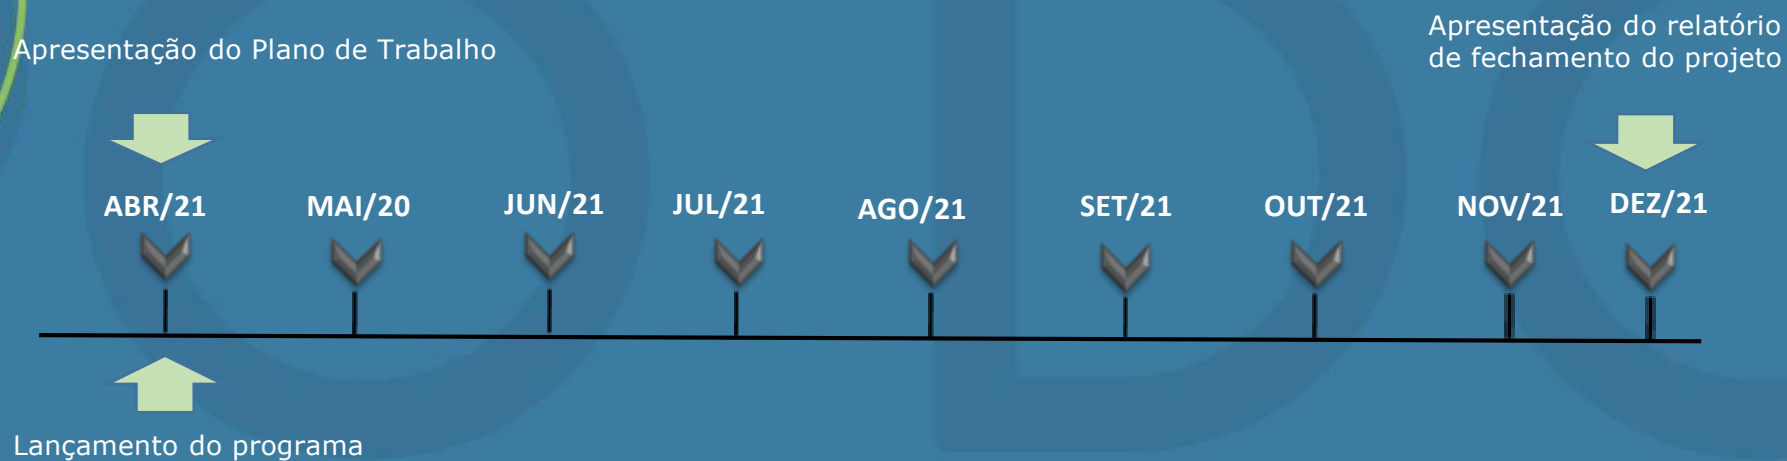 Apresentação do Plano de Trabalho
Apresentação do relatório
de fechamento do projeto
ABR/21 MAI/20 JUN/21 JUL/21 AGO/21 SET/21 OUT/21 NOV/21 DEZ/21
Lançamento do programa